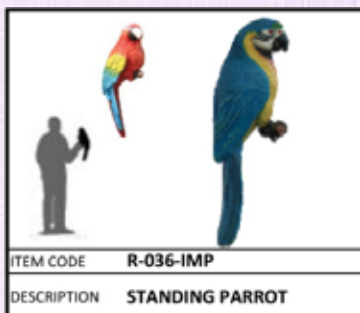 ITEM CODE R-036-IMP
DESCRIPTION STANDING PARROT